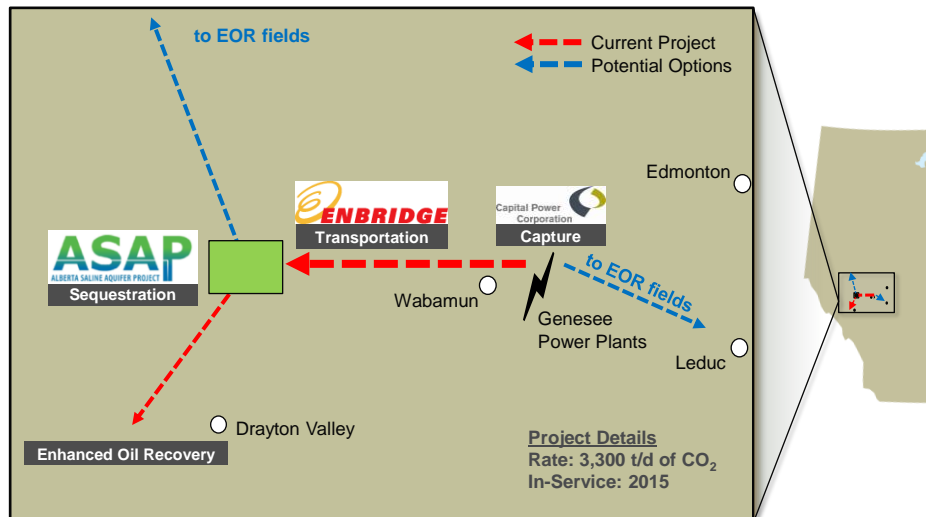 to EOR fields
Current Project
Potential Options
Edmonton
ENBRIDGE
Transportation
Capital Power
Corporation
Capture
ASAP
ALBERTA SALINE AQUIFER PROJECT
Sequestration
to EOR fields
Wabamun
Genesee
Power Plants
Leduc
Drayton Valley
Enhanced Oil Recovery
Project Details
Rate: 3,300 t/d of CO₂
In-Service: 2015